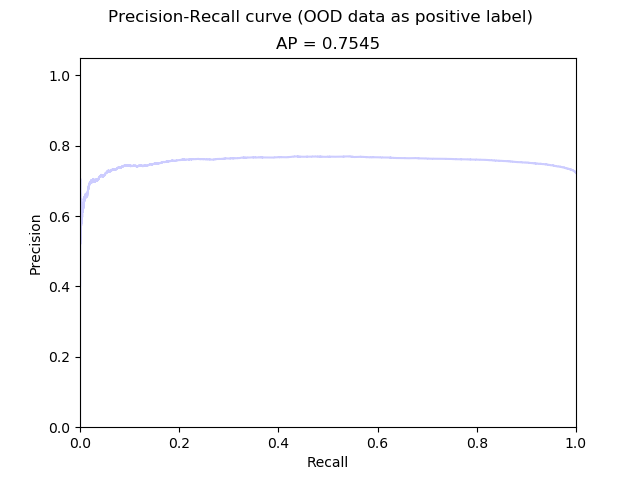 Precision-Recall curve (OOD data as positive label)
AP = 0.7545
1.0
0.8
0.6
0.4
0.2
0.0
Precision
0.0 0.2 0.4 0.6 0.8 1.0
Recall